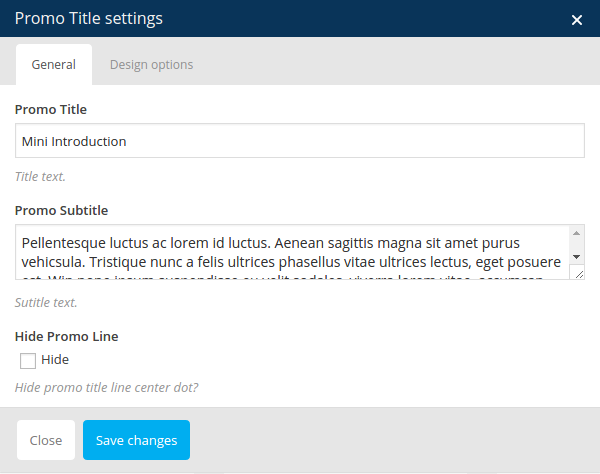 Promo Title settings
General
Design options
Promo Title
Mini Introduction
Title text.
Promo Subtitle
Pellentesque luctus ac lorem id luctus. Aenean sagittis magna sit amet purus
vehicsula. Tristique nunc a felis ultrices phasellus vitae ultrices lectus, eget posuere
Sutitle text.
Hide Promo Line
Hide
Hide promo title line center dot?
Close
Save changes